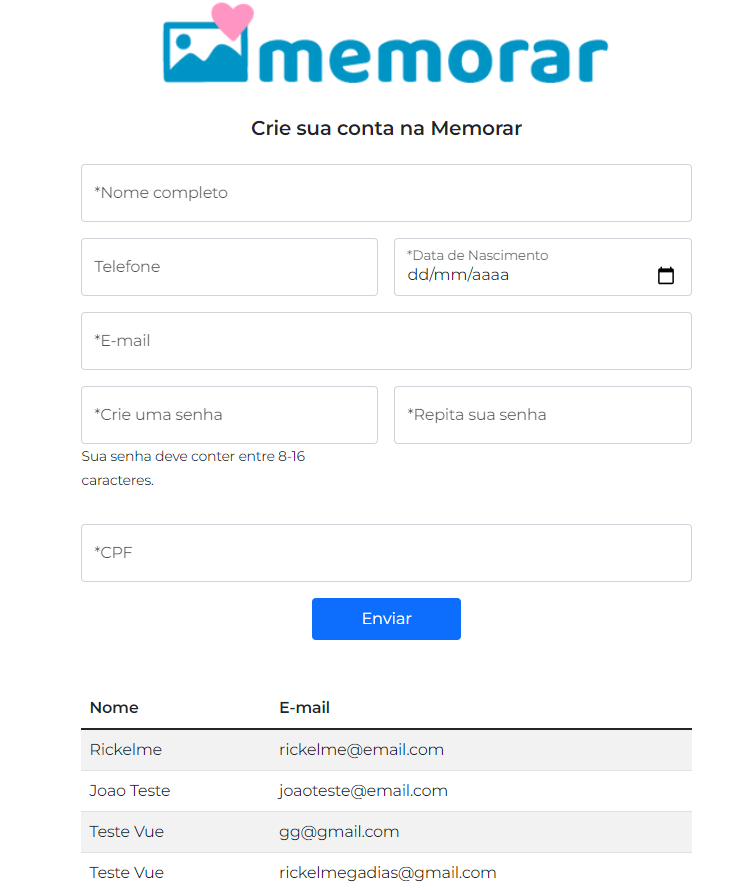 memorar
Crie sua conta na Memorar
*Nome completo
Telefone
*Data de Nascimento
dd/mm/aaaa
*E-mail
*Crie uma senha
*Repita sua senha
Sua senha deve conter entre 8-16
caracteres.
*CPF
Enviar
Nome E-mail
Rickelme rickelme@email.com
Joao Teste joaoteste@email.com
Teste Vue gg@gmail.com
Teste Vue rickelmegadias@gmail.com